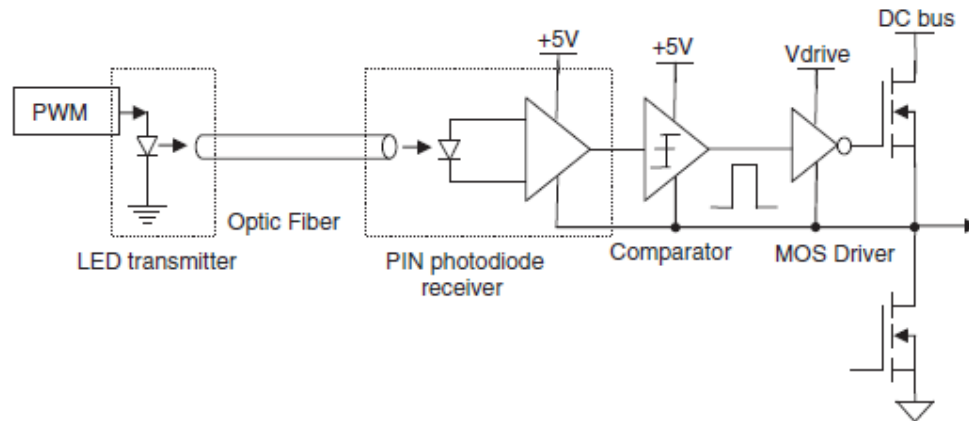 DC bus
+5V
+5V
Vdrive
PWM
Optic Fiber
LED transmitter
PIN photodiode
receiver
Comparator
MOS Driver